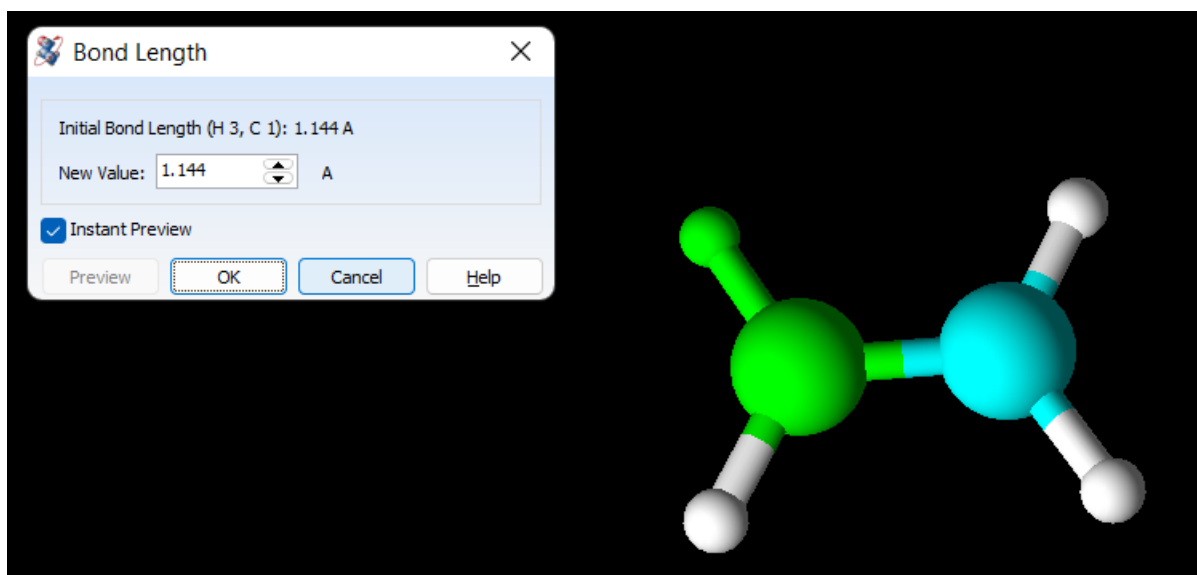 Bond Length
Initial Bond Length (H 3, C 1): 1.144 A
New Value: 1.144 A
Instant Preview
Preview OK Cancel Help